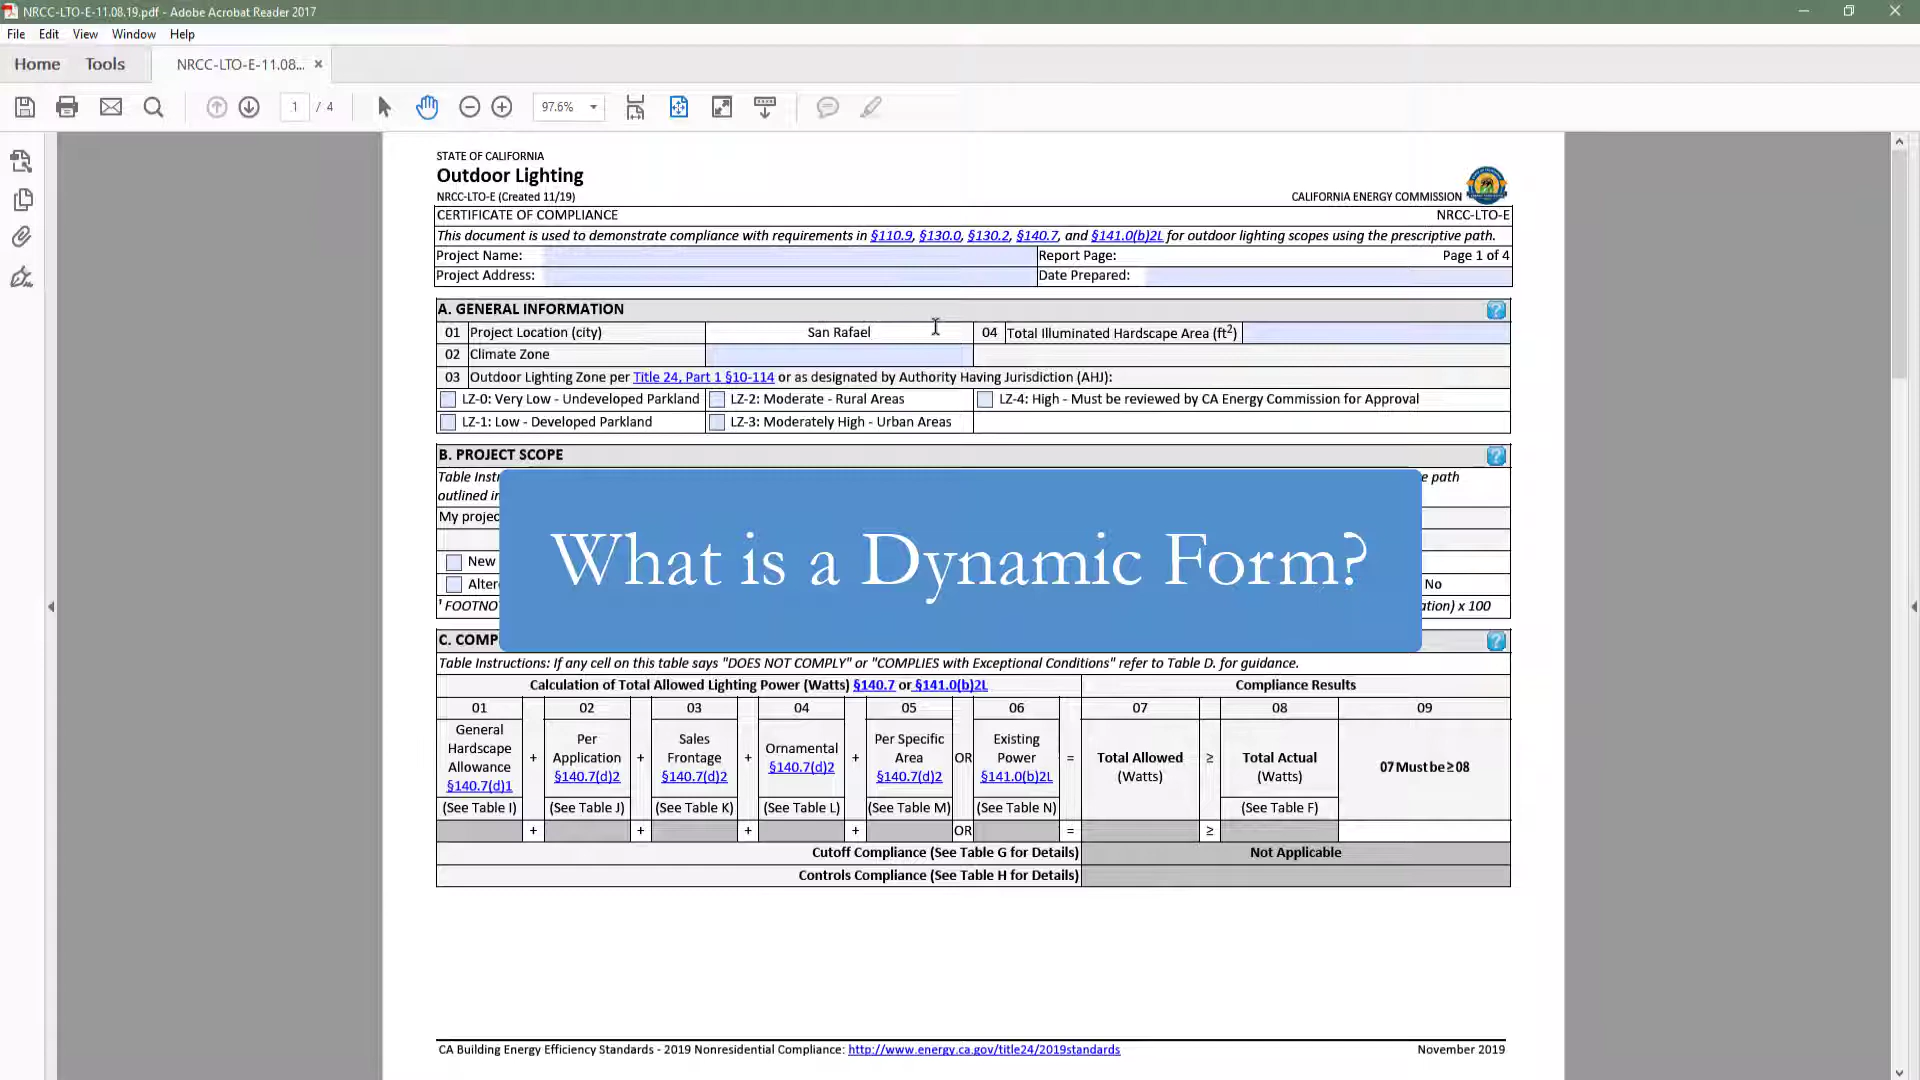 NRCC-LTO-E-11.08.19.pdf - Adobe Acrobat Reader 2017
File Edit View Window Help
Home Tools NRCC-LTO-E-11.08... ×
1 / 4 97.6%
STATE OF CALIFORNIA
Outdoor Lighting
NRCC-LTO-E (Created 11/19) CALIFORNIA ENERGY COMMISSION
CERTIFICATE OF COMPLIANCE NRCC-LTO-E
This document is used to demonstrate compliance with requirements in §110.9, §130.0, §130.2, §140.7, and §141.0(b)2L for outdoor lighting scopes using the prescriptive path.
Project Name: Report Page: Page 1 of 4
Project Address: Date Prepared:
A. GENERAL INFORMATION ?
01 Project Location (city) San Rafael 04 Total Illuminated Hardscape Area (ft2)
02 Climate Zone
03 Outdoor Lighting Zone per Title 24, Part 1 §10-114 or as designated by Authority Having Jurisdiction (AHJ):
LZ-0: Very Low - Undeveloped Parkland LZ-2: Moderate - Rural Areas LZ-4: High - Must be reviewed by CA Energy Commission for Approval
LZ-1: Low - Developed Parkland LZ-3: Moderately High - Urban Areas
B. PROJECT SCOPE ?
Table Instr e path
outlined in
My projec
New
Alter No
¹ FOOTNO ation) x 100
What is a Dynamic Form?
C. COMP ?
Table Instructions: If any cell on this table says "DOES NOT COMPLY" or "COMPLIES with Exceptional Conditions" refer to Table D. for guidance.
Calculation of Total Allowed Lighting Power (Watts) §140.7 or §141.0(b)2L Compliance Results
01 02 03 04 05 06 07 08 09
General Hardscape Allowance §140.7(d)1 + Per Application §140.7(d)2 + Sales Frontage §140.7(d)2 + Ornamental §140.7(d)2 + Per Specific Area §140.7(d)2 OR Existing Power §141.0(b)2L = Total Allowed (Watts) ≥ Total Actual (Watts) 07 Must be ≥ 08
(See Table I) (See Table J) (See Table K) (See Table L) (See Table M) (See Table N) (See Table F)
+ + + + OR = ≥
Cutoff Compliance (See Table G for Details) Not Applicable
Controls Compliance (See Table H for Details)
CA Building Energy Efficiency Standards - 2019 Nonresidential Compliance: http://www.energy.ca.gov/title24/2019standards November 2019